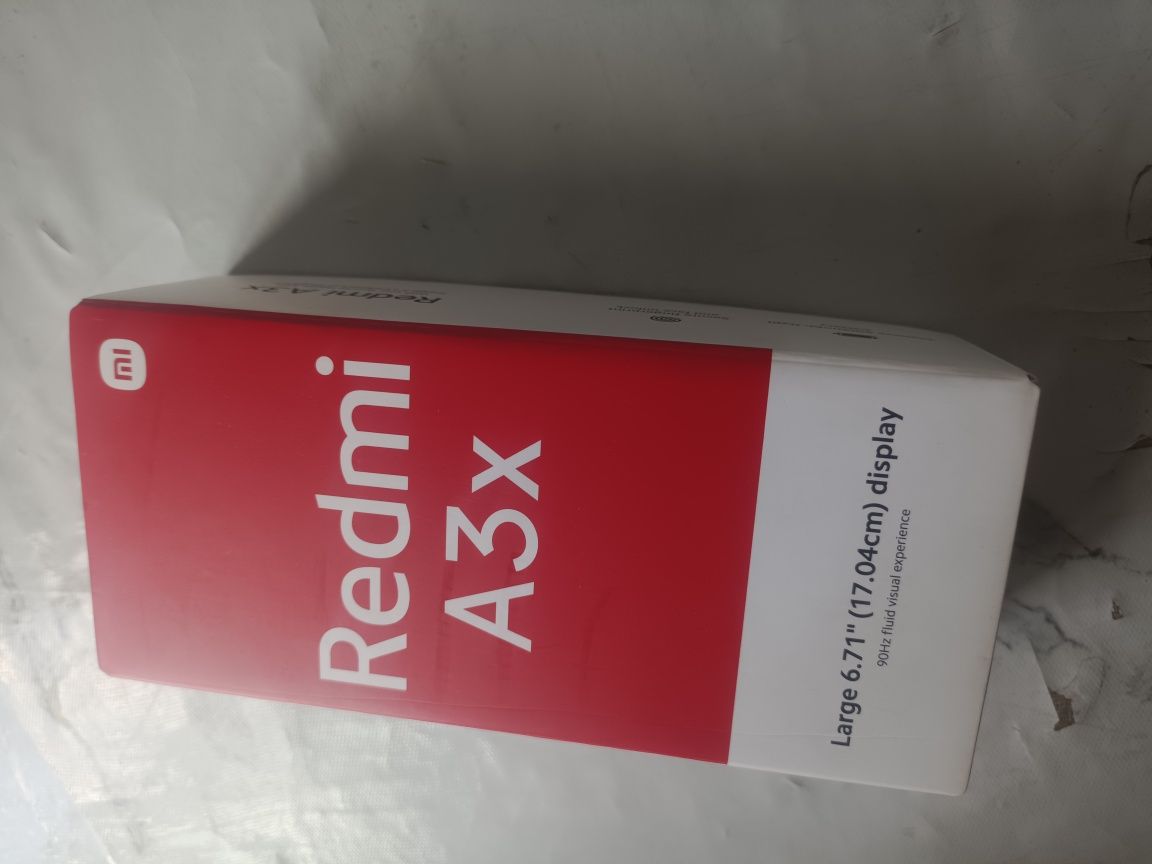 mi
Redmi
A3x
Large 6.71" (17.04cm) display
90Hz fluid visual experience
Redmi A3x